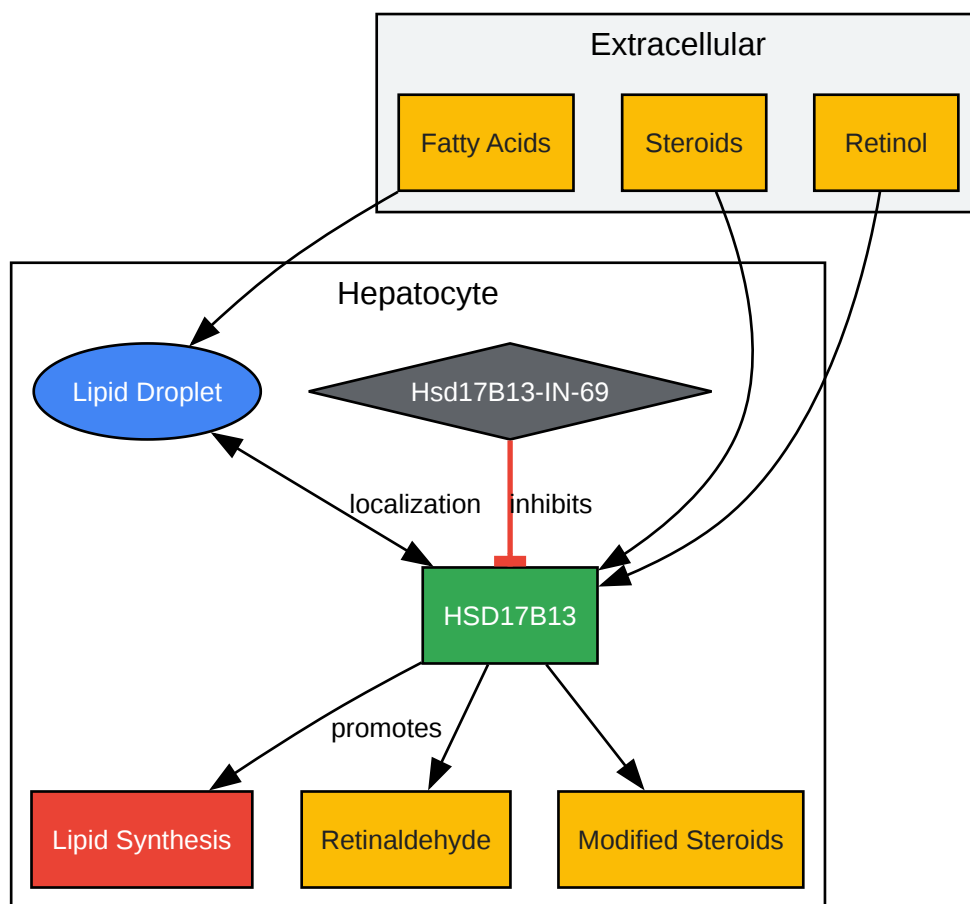 Extracellular
Fatty Acids
Steroids
Retinol
Hepatocyte
Lipid Droplet
Hsd17B13-IN-69
localization
inhibits
HSD17B13
promotes
Lipid Synthesis
Retinaldehyde
Modified Steroids